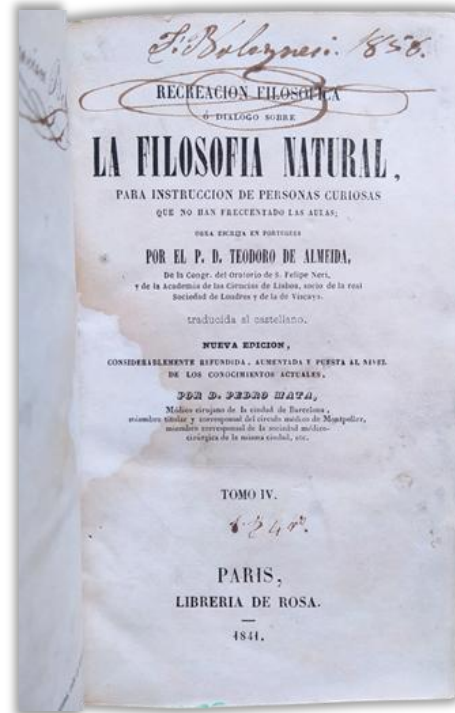 F. Bolognesi. 1858.
RECREACION FILOSOFICA
Ó DIALOGO SOBRE
LA FILOSOFIA NATURAL,
PARA INSTRUCCION DE PERSONAS CURIOSAS
QUE NO HAN FRECUENTADO LAS AULAS;
OBRA ESCRITA EN PORTUGUES
POR EL P. D. TEODORO DE ALMEIDA,
De la Congr. del Oratorio de S. Felipe Neri,
y de la Academia de las Ciencias de Lisboa, socio de la real
Sociedad de Londres y de la de Vizcaya.
traducida al castellano.
NUEVA EDICION,
CONSIDERABLEMENTE REFUNDIDA, AUMENTADA Y PUESTA AL NIVEL
DE LOS CONOCIMIENTOS ACTUALES,
POR D. PEDRO MATA,
Médico cirujano de la ciudad de Barcelona,
miembro titular y corresponsal del círculo médico de Montpeller,
miembro corresponsal de la sociedad médico-
cirúrgica de la misma ciudad, etc.
TOMO IV.
PARIS,
LIBRERIA DE ROSA.
1841.